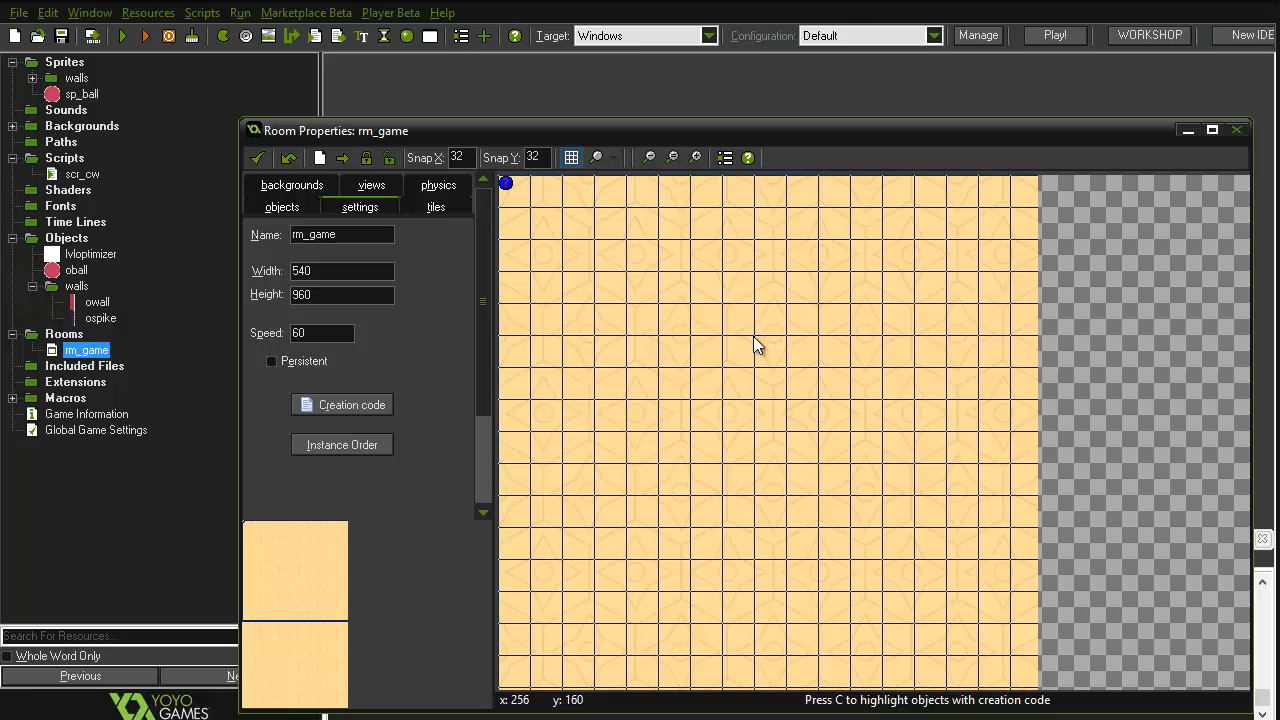 File Edit Window Resources Scripts Run Marketplace Beta Player Beta Help
Target: Windows Configuration: Default Manage Play! WORKSHOP New IDE
Sprites
walls
sp_ball
Sounds
Backgrounds
Paths
Scripts
scr_cw
Shaders
Fonts
Time Lines
Objects
lvloptimizer
oball
walls
owall
ospike
Rooms
rm_game
Included Files
Extensions
Macros
Game Information
Global Game Settings
Search For Resources...
Whole Word Only
Previous Ne
YOYO
GAMES
Room Properties: rm_game
Snap X: 32 Snap Y: 32
backgrounds views physics
objects settings tiles
Name: rm_game
Width: 540
Height: 960
Speed: 60
Persistent
Creation code
Instance Order
x: 256 y: 160 Press C to highlight objects with creation code